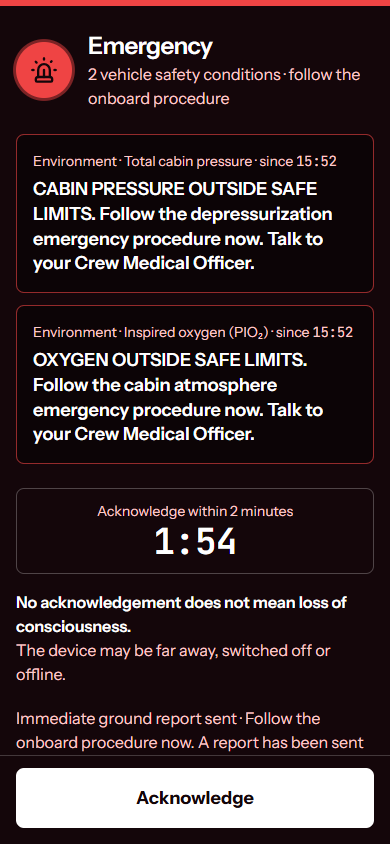 Emergency
2 vehicle safety conditions · follow the
onboard procedure
Environment · Total cabin pressure · since 15:52
CABIN PRESSURE OUTSIDE SAFE
LIMITS. Follow the depressurization
emergency procedure now. Talk to
your Crew Medical Officer.
Environment · Inspired oxygen (PIO₂) · since 15:52
OXYGEN OUTSIDE SAFE LIMITS.
Follow the cabin atmosphere
emergency procedure now. Talk to
your Crew Medical Officer.
Acknowledge within 2 minutes
1:54
No acknowledgement does not mean loss of
consciousness.
The device may be far away, switched off or
offline.
Immediate ground report sent · Follow the
onboard procedure now. A report has been sent
Acknowledge